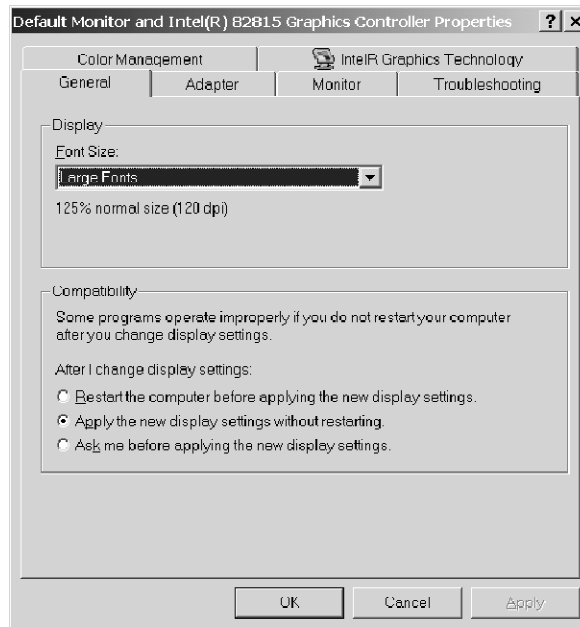 Default Monitor and Intel(R) 82815 Graphics Controller Properties
Color Management
IntelR Graphics Technology
General
Adapter
Monitor
Troubleshooting
Display
Font Size:
Large Fonts
125% normal size (120 dpi)
Compatibility
Some programs operate improperly if you do not restart your computer
after you change display settings.
After I change display settings:
Restart the computer before applying the new display settings.
Apply the new display settings without restarting.
Ask me before applying the new display settings.
OK
Cancel
Apply